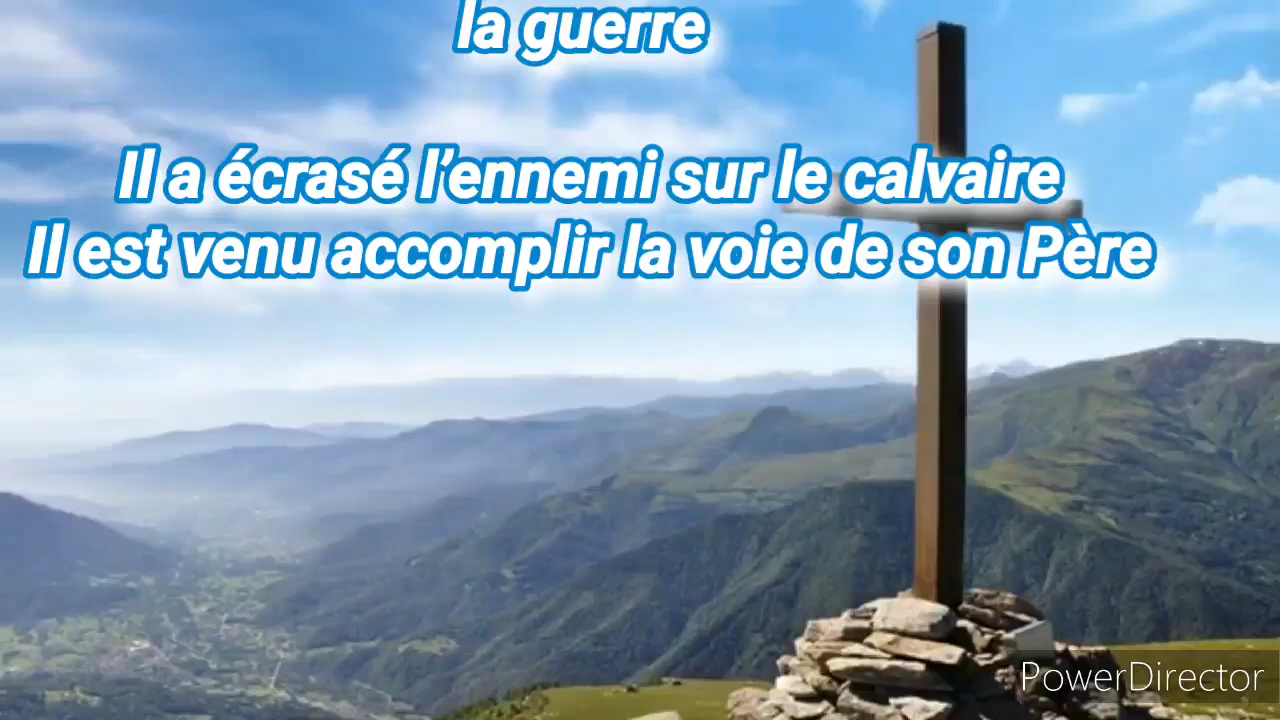 la guerre
Il a écrasé l’ennemi sur le calvaire
Il est venu accomplir la voie de son Père
PowerDirector